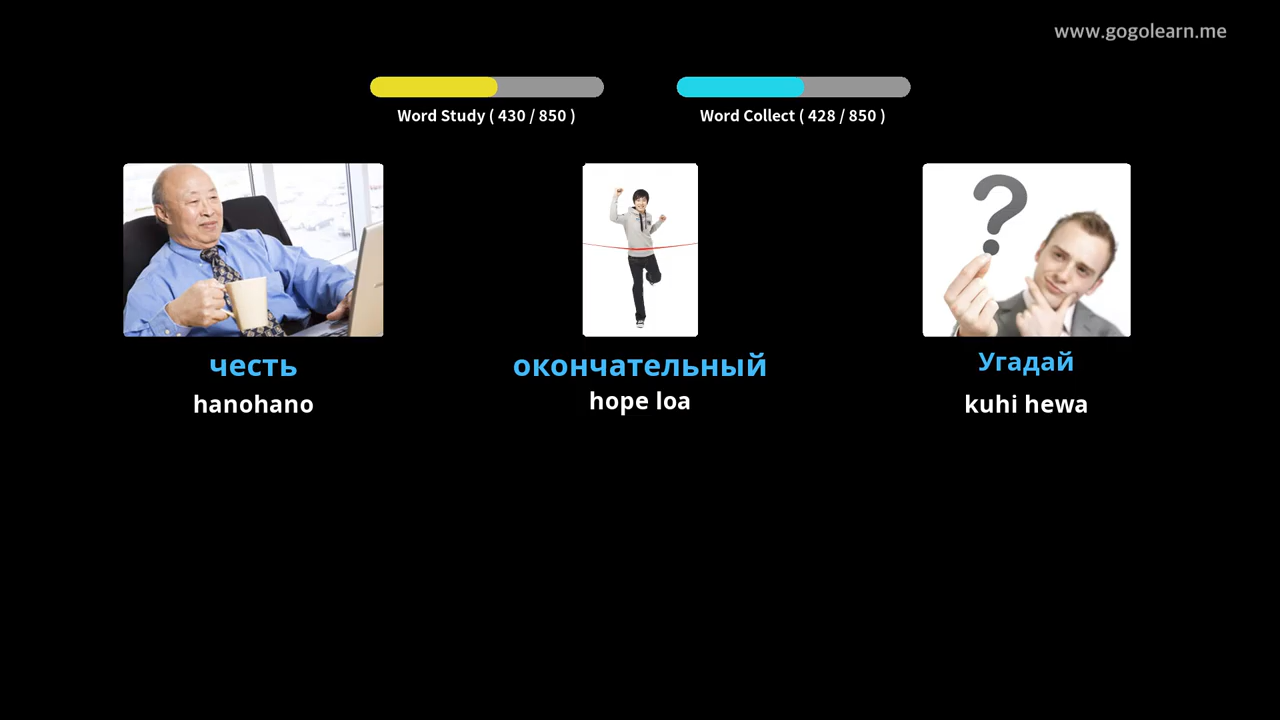 www.gogolearn.me
Word Study ( 430 / 850 )
Word Collect ( 428 / 850 )
честь
окончательный
Угадай
hanohano
hope loa
kuhi hewa